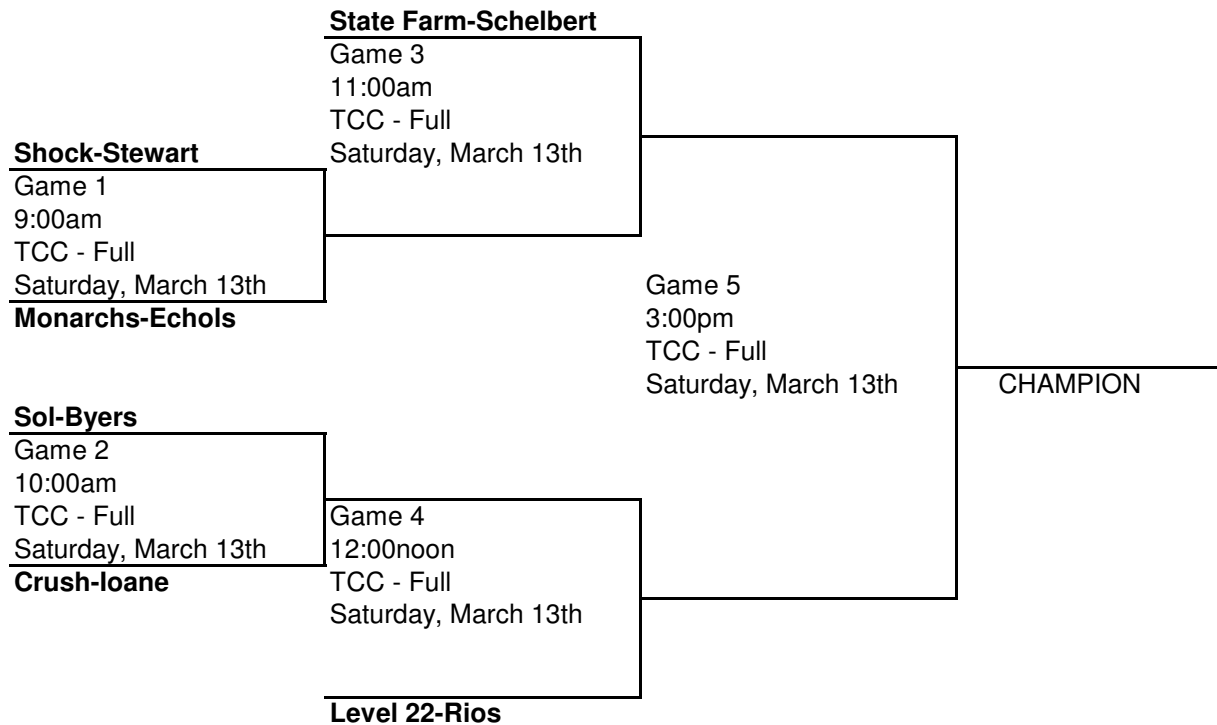 State Farm-Schelbert
Game 3
11:00am
TCC - Full
Saturday, March 13th
Shock-Stewart
Game 1
9:00am
TCC - Full
Saturday, March 13th
Monarchs-Echols
Game 5
3:00pm
TCC - Full
Saturday, March 13th
CHAMPION
Sol-Byers
Game 2
10:00am
TCC - Full
Saturday, March 13th
Crush-Ioane
Game 4
12:00noon
TCC - Full
Saturday, March 13th
Level 22-Rios